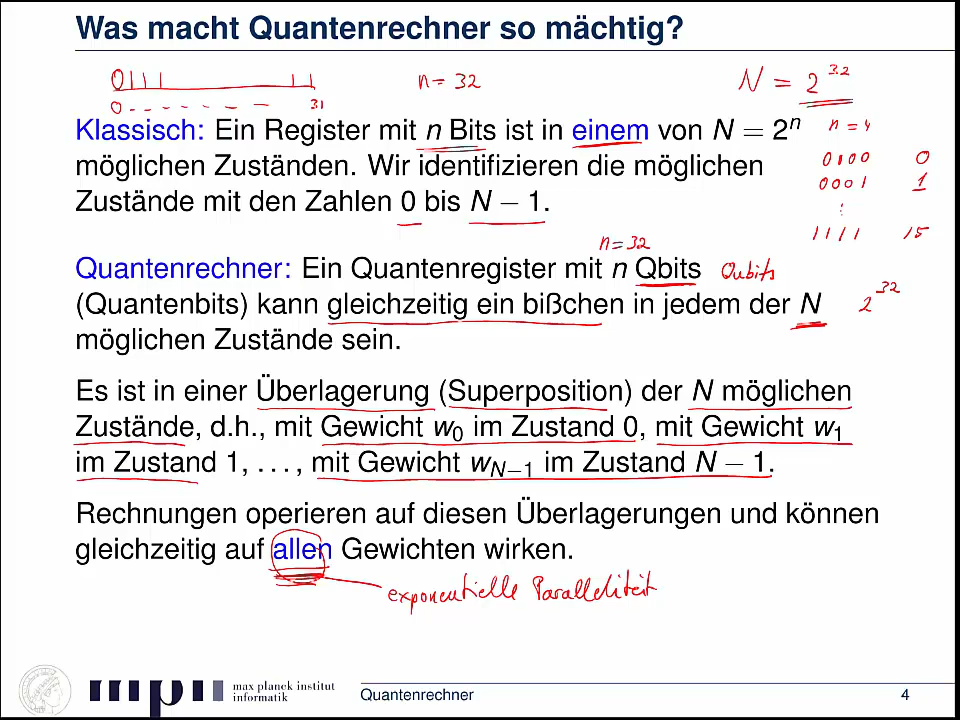 Was macht Quantenrechner so mächtig?
0111 11 n = 32 N = 2^32
0 - - - - - - 31
Klassisch: Ein Register mit n Bits ist in einem von N = 2^n n = 4
möglichen Zuständen. Wir identifizieren die möglichen 0100 0
Zustände mit den Zahlen 0 bis N − 1. 0001 1
⋮
1111 15
n=32
Quantenrechner: Ein Quantenregister mit n Qbits Qubits
(Quantenbits) kann gleichzeitig ein bißchen in jedem der N 2^32
möglichen Zustände sein.
Es ist in einer Überlagerung (Superposition) der N möglichen
Zustände, d.h., mit Gewicht w₀ im Zustand 0, mit Gewicht w₁
im Zustand 1, . . . , mit Gewicht w_{N−1} im Zustand N − 1.
Rechnungen operieren auf diesen Überlagerungen und können
gleichzeitig auf allen Gewichten wirken.
exponentielle Paralleliteit
mpi max planck institut
informatik
Quantenrechner 4